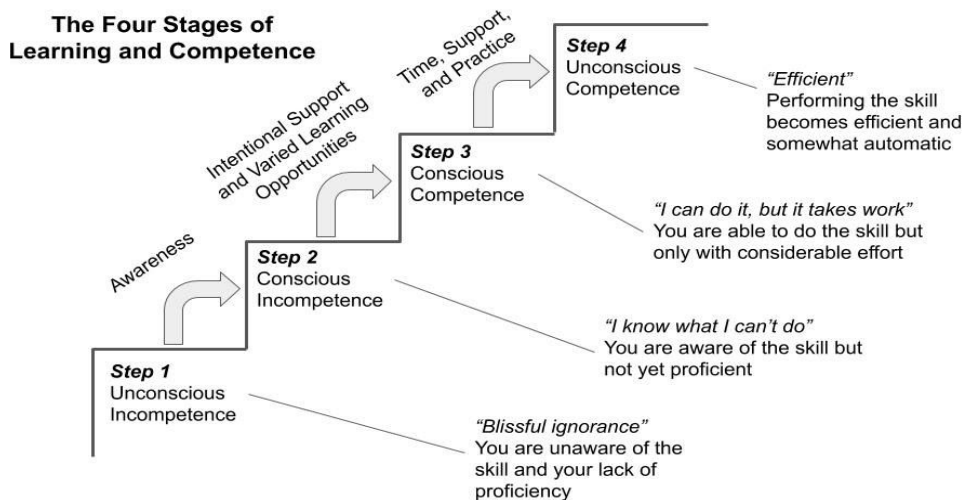 The Four Stages of
Learning and Competence
Step 1
Unconscious
Incompetence
“Blissful ignorance”
You are unaware of the
skill and your lack of
proficiency
Awareness
Step 2
Conscious
Incompetence
“I know what I can’t do”
You are aware of the skill but
not yet proficient
Intentional Support
and Varied Learning
Opportunities
Step 3
Conscious
Competence
“I can do it, but it takes work”
You are able to do the skill but
only with considerable effort
Time, Support,
and Practice
Step 4
Unconscious
Competence
“Efficient”
Performing the skill
becomes efficient and
somewhat automatic